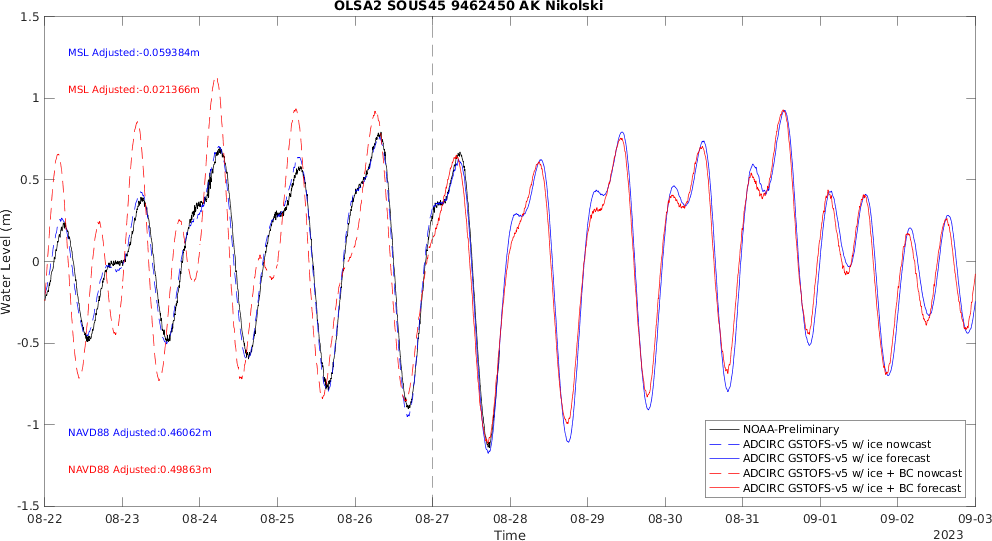 OLSA2 SOUS45 9462450 AK Nikolski
1.5
1
0.5
0
-0.5
-1
-1.5
Water Level (m)
MSL Adjusted:-0.059384m
MSL Adjusted:-0.021366m
NAVD88 Adjusted:0.46062m
NAVD88 Adjusted:0.49863m
NOAA-Preliminary
ADCIRC GSTOFS-v5 w/ ice nowcast
ADCIRC GSTOFS-v5 w/ ice forecast
ADCIRC GSTOFS-v5 w/ ice + BC nowcast
ADCIRC GSTOFS-v5 w/ ice + BC forecast
08-22 08-23 08-24 08-25 08-26 08-27 08-28 08-29 08-30 08-31 09-01 09-02 09-03
Time
2023